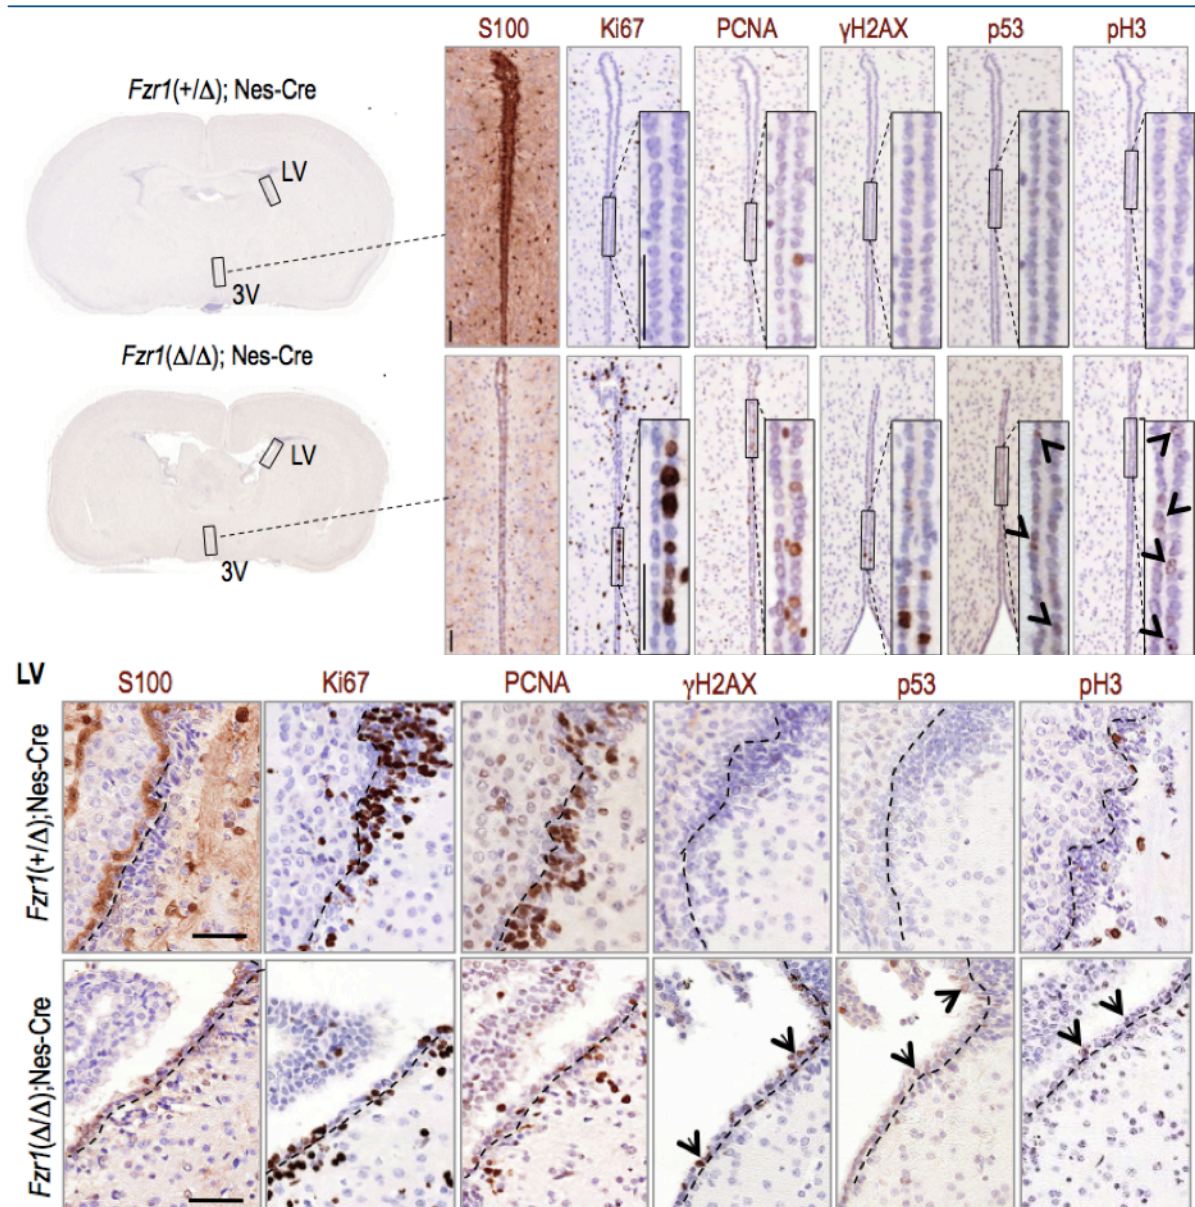 S100 Ki67 PCNA γH2AX p53 pH3
Fzr1(+/Δ); Nes-Cre
LV
3V
Fzr1(Δ/Δ); Nes-Cre
LV
3V
LV
S100 Ki67 PCNA γH2AX p53 pH3
Fzr1(+/Δ);Nes-Cre
Fzr1(Δ/Δ);Nes-Cre